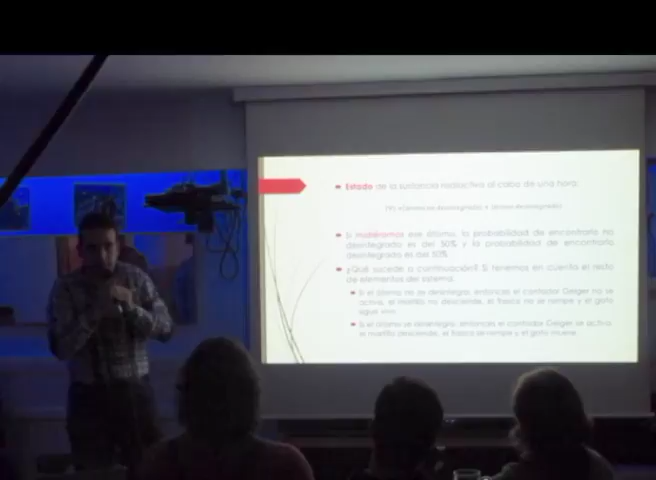 Estado de la sustancia radiactiva al cabo de una hora:
Si medimos ese átomo, la probabilidad de encontrarlo no
desintegrado es del 50% y la probabilidad de encontrarlo
desintegrado es del 50%.
¿Qué sucede a continuación? Si tenemos en cuenta el resto
de elementos del sistema.
Si el átomo no se desintegra, entonces el contador Geiger no se
activa, el martillo no desciende, el frasco no se rompe y el gato
sigue vivo.
Si el átomo se desintegra, entonces el contador Geiger se activa,
el martillo desciende, el frasco se rompe y el gato muere.